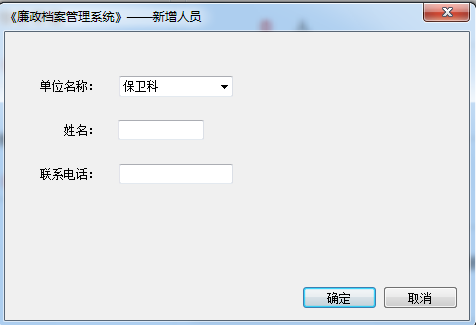 《廉政档案管理系统》——新增人员
单位名称： 保卫科
姓名：
联系电话：
确定 取消